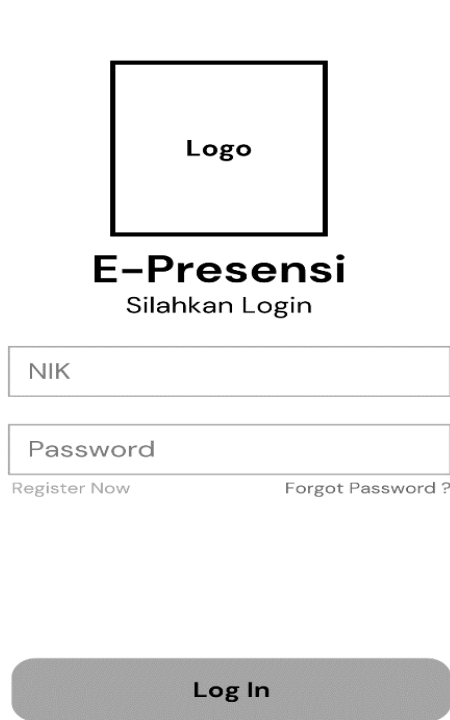 Logo
E-Presensi
Silahkan Login
NIK
Password
Register Now Forgot Password ?
Log In